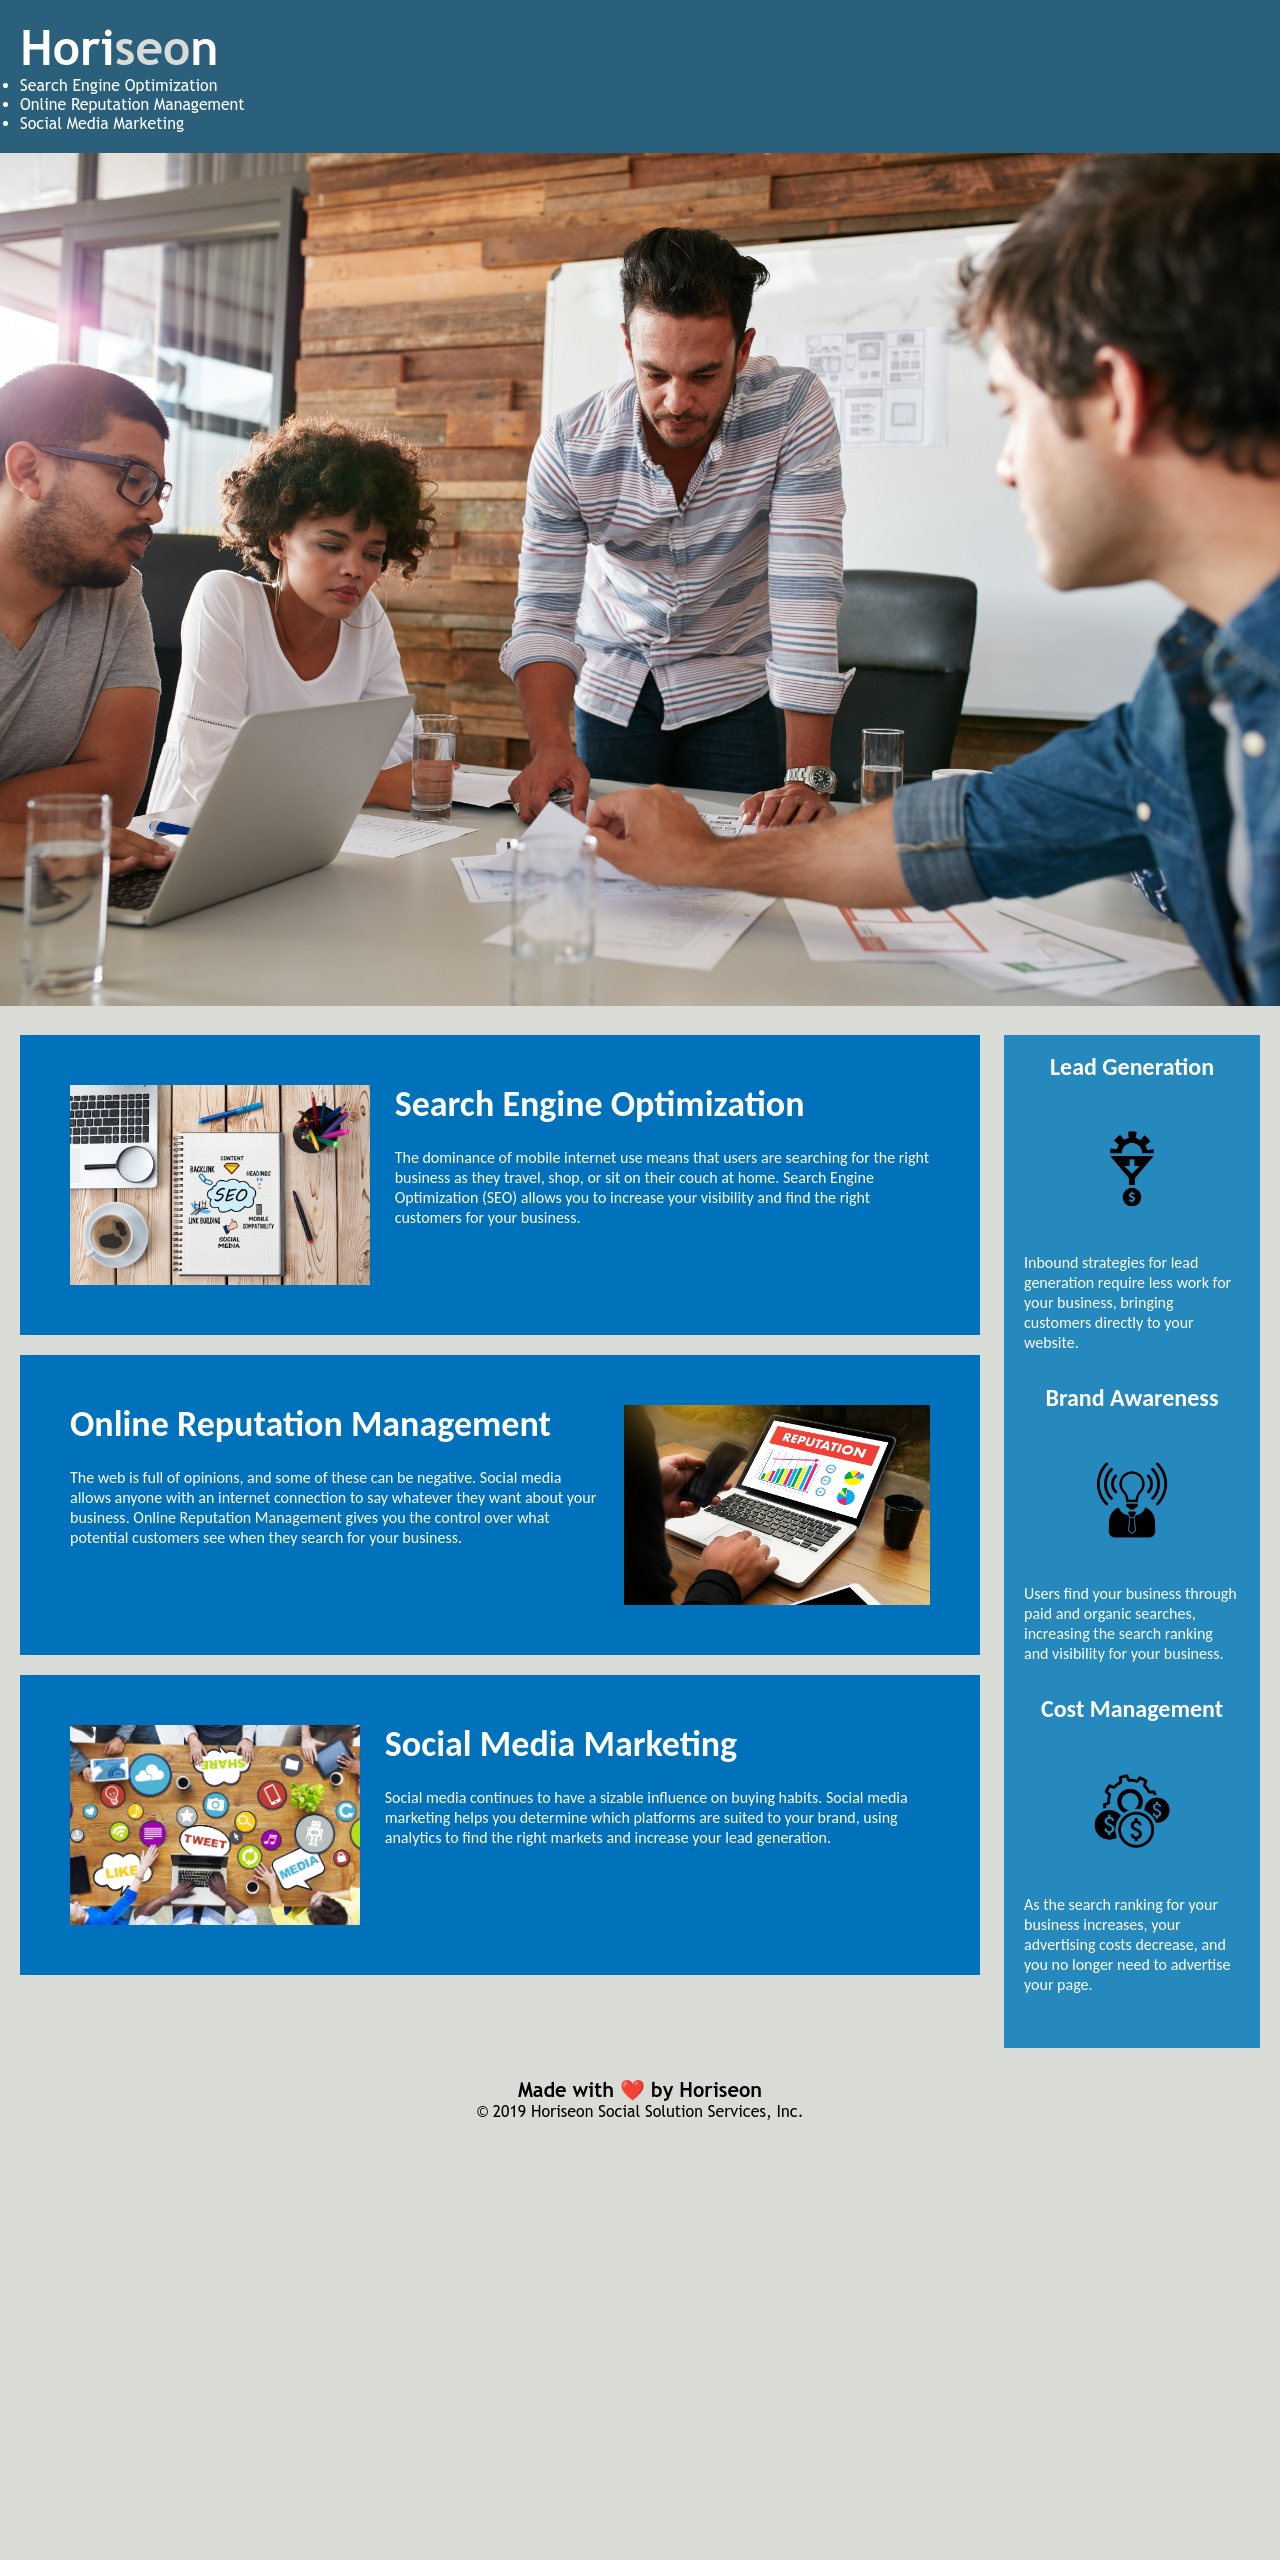 Horiseon
Search Engine Optimization
Online Reputation Management
Social Media Marketing
CONTENT
BACKLINK
HEADINGS
SEO
LINK BUILDING
MOBILE
COMPATIBILITY
SOCIAL
MEDIA
Search Engine Optimization
The dominance of mobile internet use means that users are searching for the right
business as they travel, shop, or sit on their couch at home. Search Engine
Optimization (SEO) allows you to increase your visibility and find the right
customers for your business.
Online Reputation Management
The web is full of opinions, and some of these can be negative. Social media
allows anyone with an internet connection to say whatever they want about your
business. Online Reputation Management gives you the control over what
potential customers see when they search for your business.
REPUTATION
SHARE
TWEET
LIKE
MEDIA
Social Media Marketing
Social media continues to have a sizable influence on buying habits. Social media
marketing helps you determine which platforms are suited to your brand, using
analytics to find the right markets and increase your lead generation.
Lead Generation
$
Inbound strategies for lead
generation require less work for
your business, bringing
customers directly to your
website.
Brand Awareness
Users find your business through
paid and organic searches,
increasing the search ranking
and visibility for your business.
Cost Management
$ $ $
As the search ranking for your
business increases, your
advertising costs decrease, and
you no longer need to advertise
your page.
Made with ❤️ by Horiseon
© 2019 Horiseon Social Solution Services, Inc.